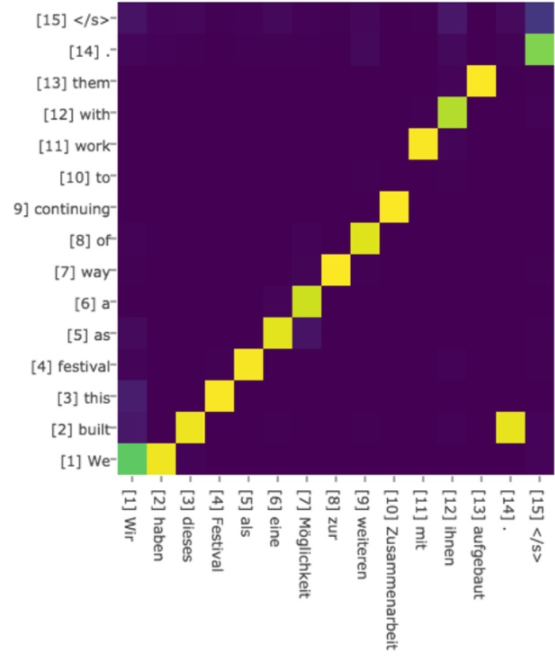 [15] </s>
[14] .
[13] them
[12] with
[11] work
[10] to
9] continuing
[8] of
[7] way
[6] a
[5] as
[4] festival
[3] this
[2] built
[1] We
[1] Wir
[2] haben
[3] dieses
[4] Festival
[5] als
[6] eine
[7] Möglichkeit
[8] zur
[9] weiteren
[10] Zusammenarbeit
[11] mit
[12] ihnen
[13] aufgebaut
[14] .
[15] </s>